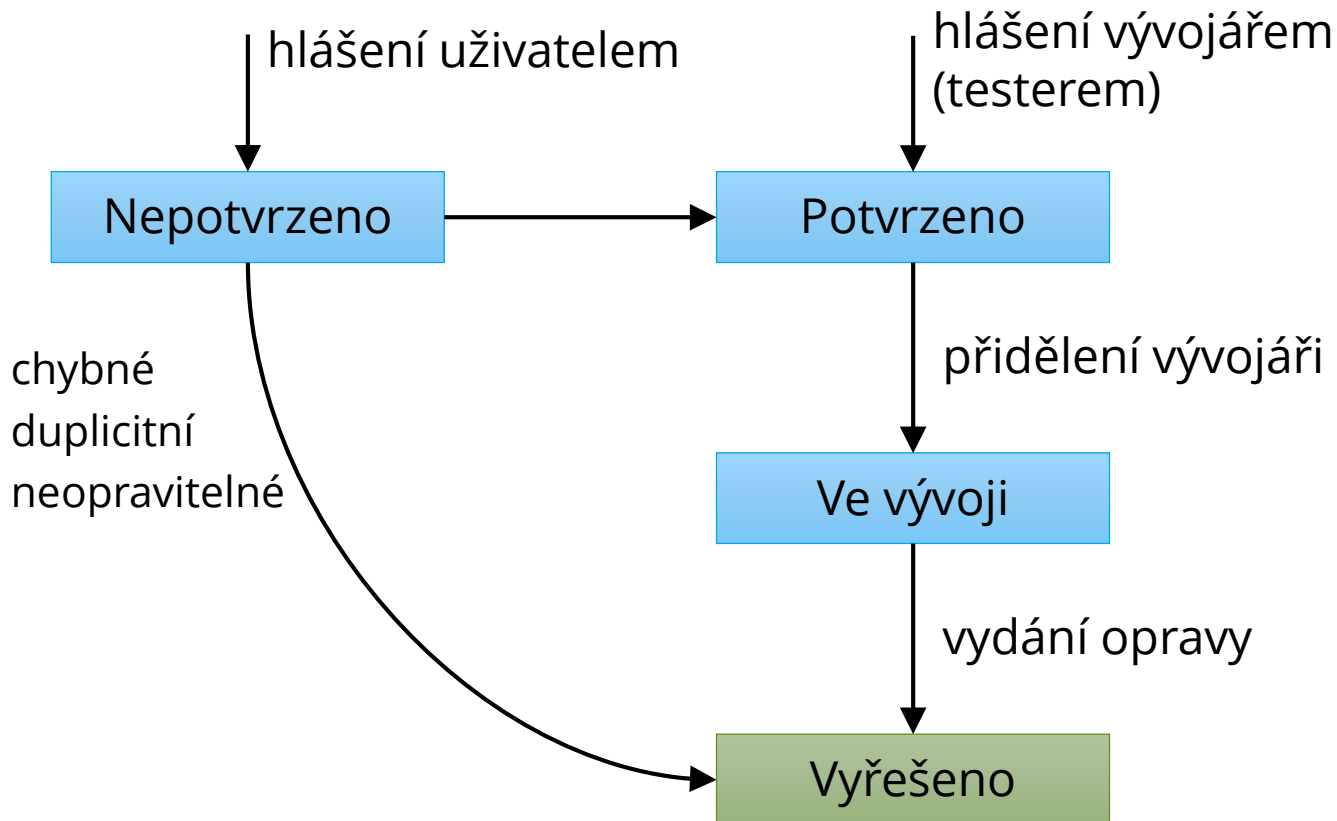 hlášení uživatelem
hlášení vývojářem
(testerem)
Nepotvrzeno
Potvrzeno
chybné
duplicitní
neopravitelné
přidělení vývojáři
Ve vývoji
vydání opravy
Vyřešeno